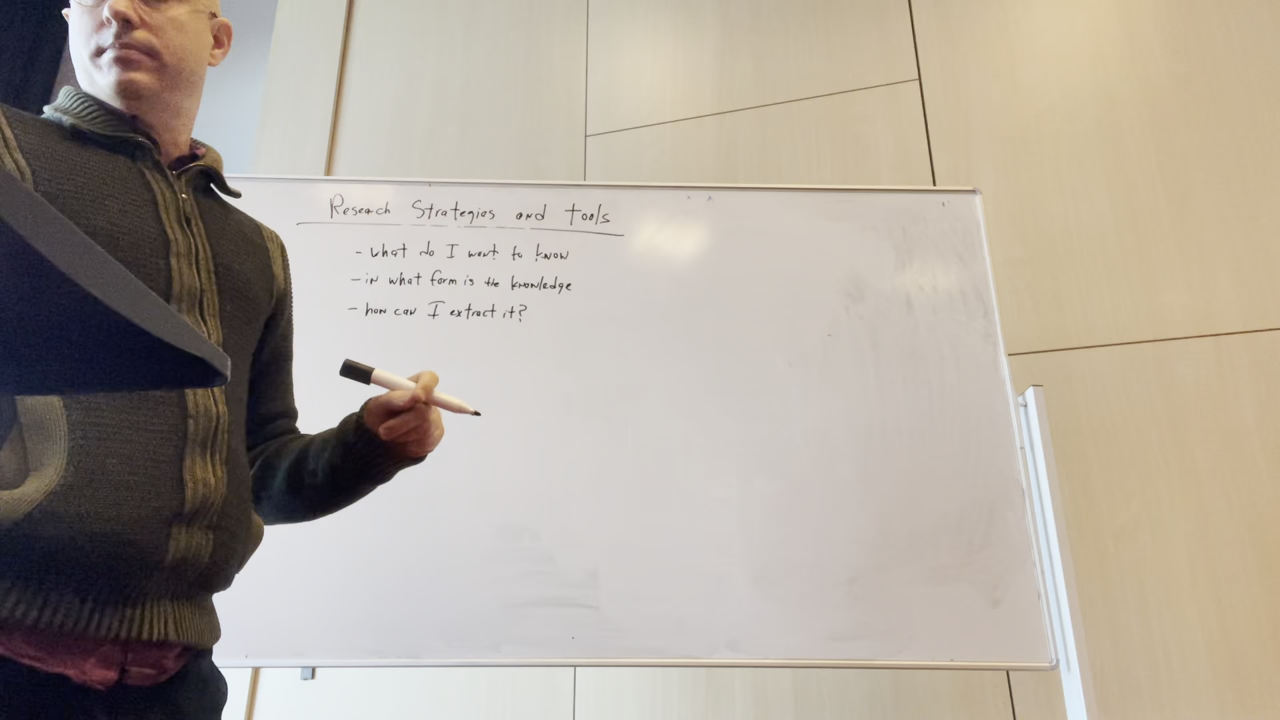 Research Strategies and tools
- what do I want to know
- in what form is the knowledge
- how can I extract it?